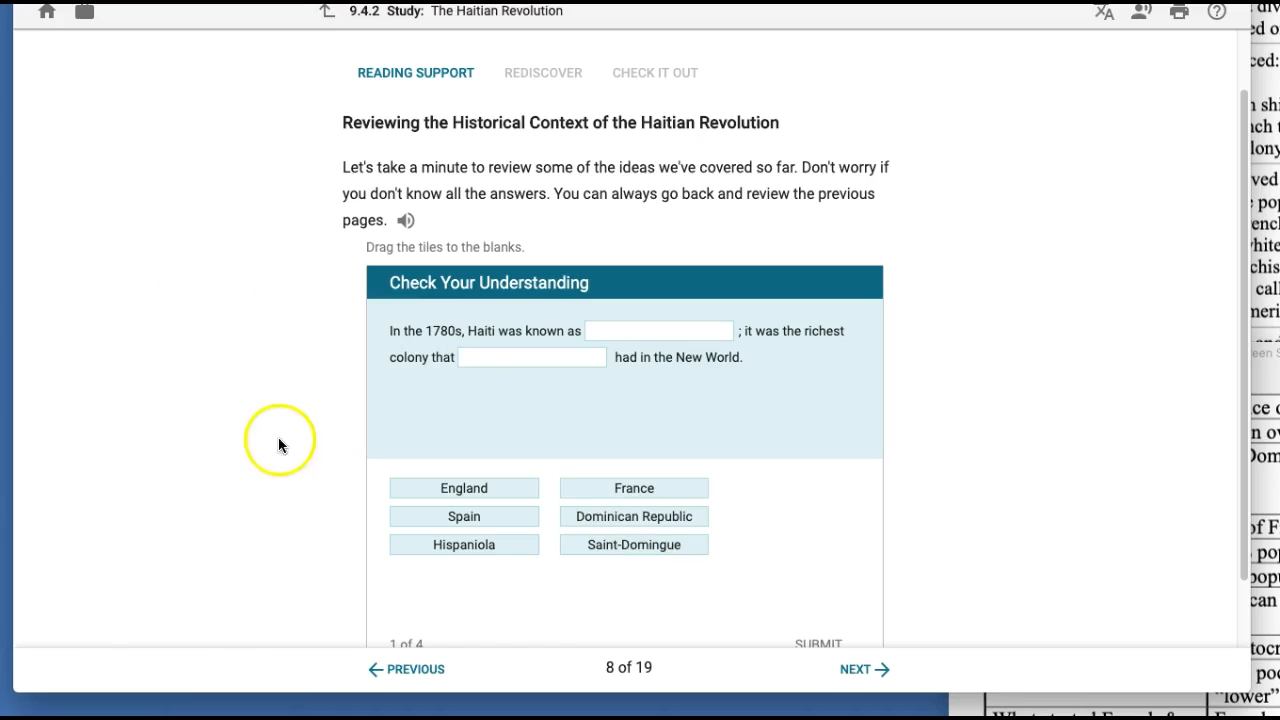 9.4.2 Study: The Haitian Revolution
READING SUPPORT REDISCOVER CHECK IT OUT
Reviewing the Historical Context of the Haitian Revolution
Let's take a minute to review some of the ideas we've covered so far. Don't worry if
you don't know all the answers. You can always go back and review the previous
pages.
Drag the tiles to the blanks.
Check Your Understanding
In the 1780s, Haiti was known as ; it was the richest
colony that had in the New World.
England France
Spain Dominican Republic
Hispaniola Saint-Domingue
1 of 4 SUBMIT
PREVIOUS 8 of 19 NEXT
"lower"